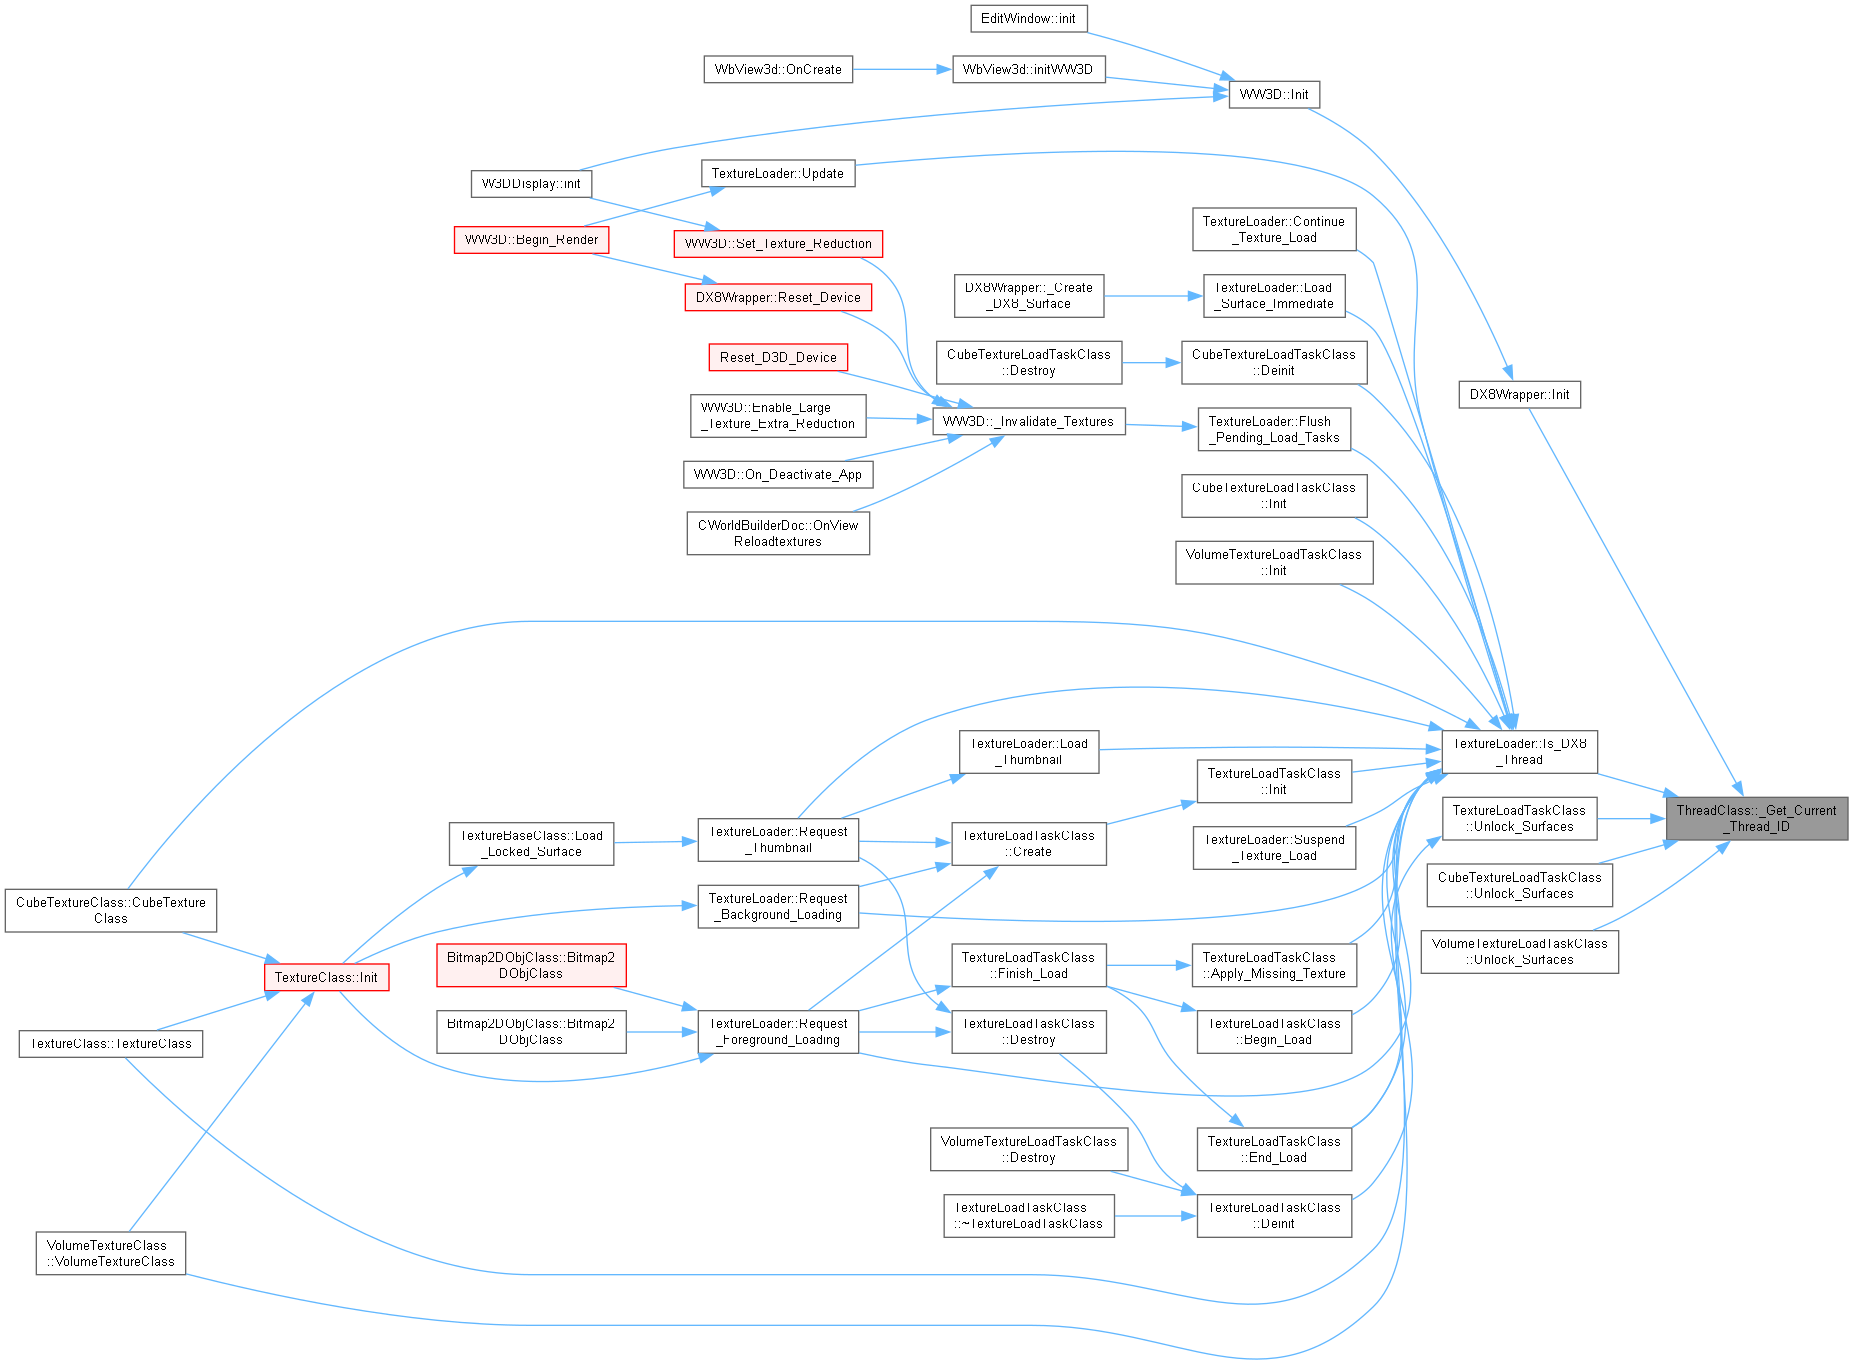 EditWindow::init
WbView3d::OnCreate
WbView3d::initWW3D
WW3D::Init
TextureLoader::Update
W3DDisplay::init
WW3D::Begin_Render
WW3D::Set_Texture_Reduction
TextureLoader::Continue
_Texture_Load
DX8Wrapper::Reset_Device
DX8Wrapper::_Create
_DX8_Surface
TextureLoader::Load
_Surface_Immediate
Reset_D3D_Device
CubeTextureLoadTaskClass
::Destroy
CubeTextureLoadTaskClass
::Deinit
DX8Wrapper::Init
WW3D::Enable_Large
_Texture_Extra_Reduction
WW3D::_Invalidate_Textures
TextureLoader::Flush
_Pending_Load_Tasks
WW3D::On_Deactivate_App
CubeTextureLoadTaskClass
::Init
CWorldBuilderDoc::OnView
Reloadtextures
VolumeTextureLoadTaskClass
::Init
TextureLoader::Load
_Thumbnail
TextureLoader::Is_DX8
_Thread
TextureLoadTaskClass
::Init
TextureLoadTaskClass
::Unlock_Surfaces
ThreadClass::_Get_Current
_Thread_ID
TextureBaseClass::Load
_Locked_Surface
TextureLoader::Request
_Thumbnail
TextureLoadTaskClass
::Create
TextureLoader::Suspend
_Texture_Load
CubeTextureLoadTaskClass
::Unlock_Surfaces
CubeTextureClass::CubeTexture
Class
TextureLoader::Request
_Background_Loading
VolumeTextureLoadTaskClass
::Unlock_Surfaces
Bitmap2DObjClass::Bitmap2
DObjClass
TextureLoadTaskClass
::Finish_Load
TextureLoadTaskClass
::Apply_Missing_Texture
TextureClass::Init
Bitmap2DObjClass::Bitmap2
DObjClass
TextureLoader::Request
_Foreground_Loading
TextureLoadTaskClass
::Destroy
TextureLoadTaskClass
::Begin_Load
TextureClass::TextureClass
VolumeTextureLoadTaskClass
::Destroy
TextureLoadTaskClass
::End_Load
TextureLoadTaskClass
::~TextureLoadTaskClass
TextureLoadTaskClass
::Deinit
VolumeTextureClass
::VolumeTextureClass